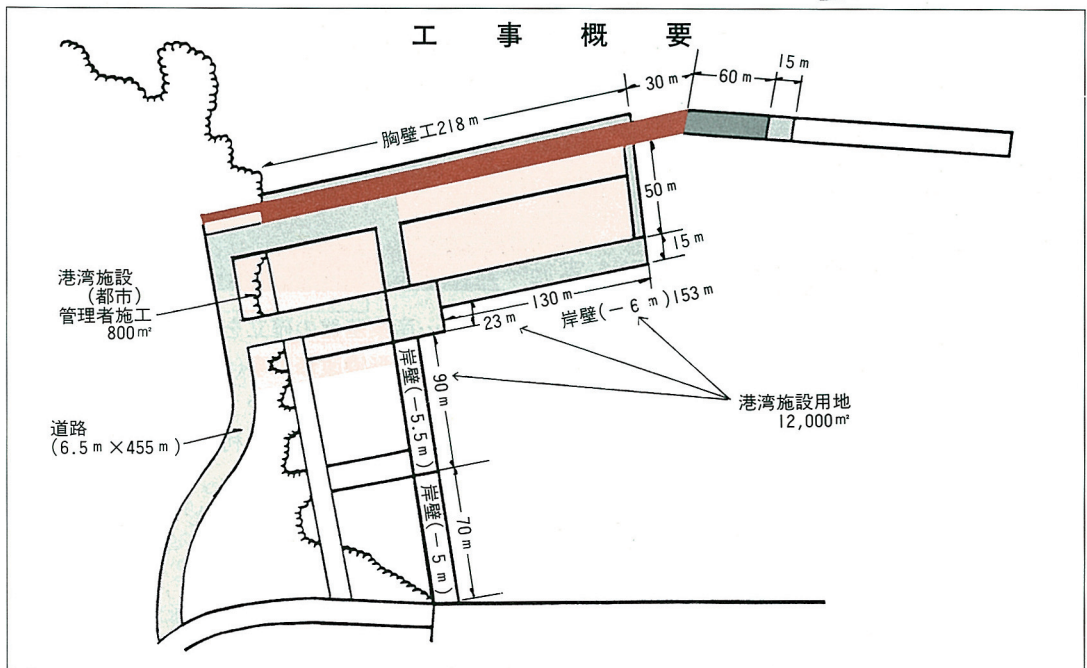 工事概要
15m
30m
60m
胸壁工218m
50m
15m
港湾施設
(都市)
管理者施工
800㎡
130m
23m
岸壁(−6m)153m
岸壁(−5.5m)
90m
港湾施設用地
12,000㎡
道路
(6.5m×455m)
岸壁(−5m)
70m